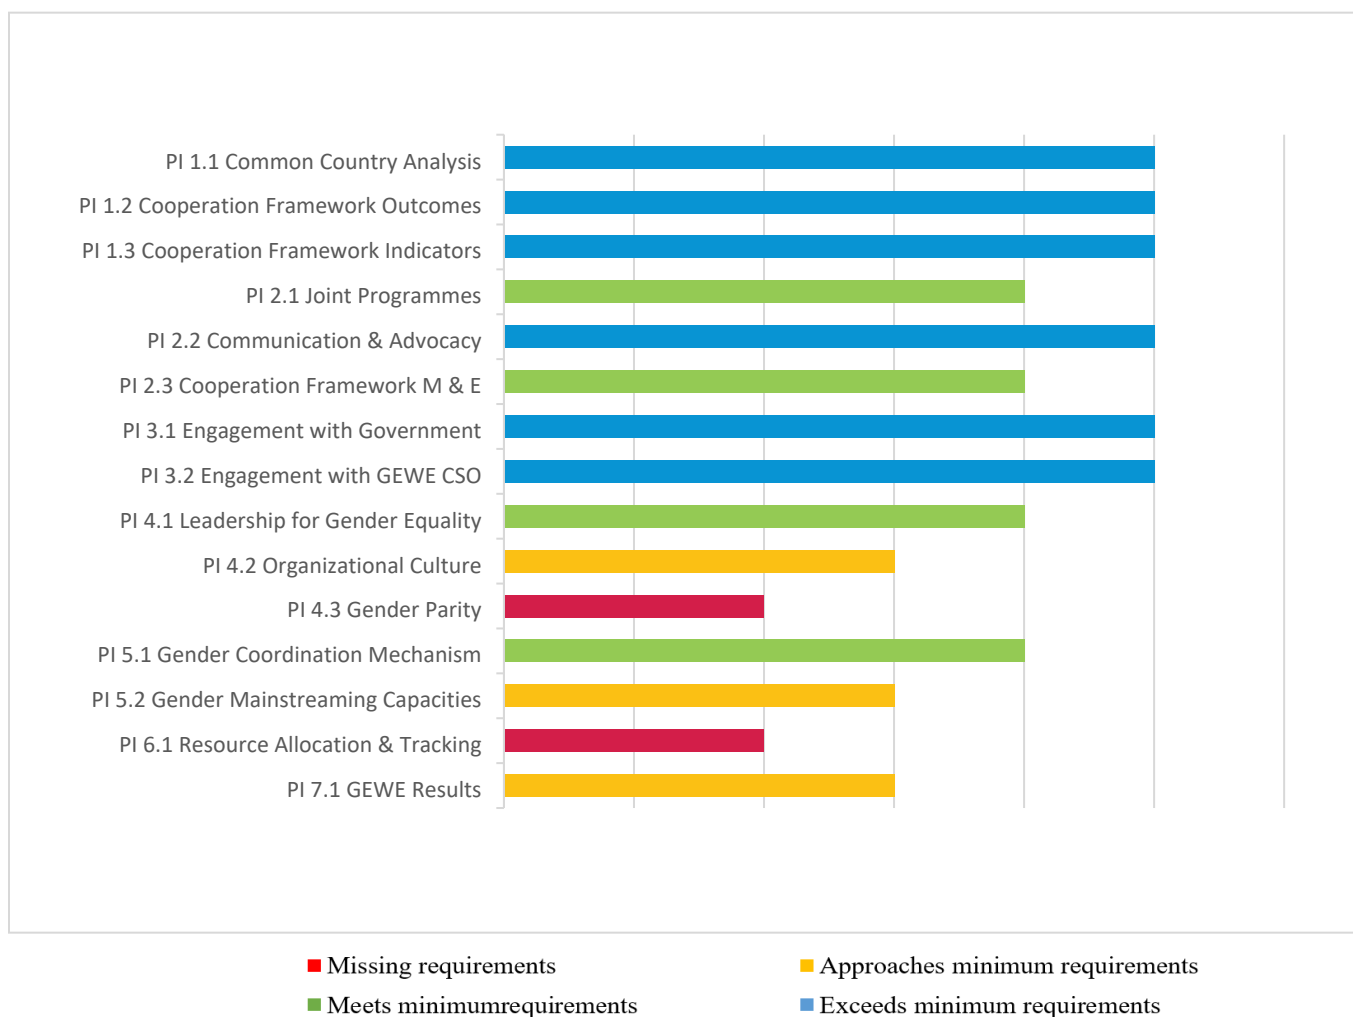 PI 1.1 Common Country Analysis
PI 1.2 Cooperation Framework Outcomes
PI 1.3 Cooperation Framework Indicators
PI 2.1 Joint Programmes
PI 2.2 Communication & Advocacy
PI 2.3 Cooperation Framework M & E
PI 3.1 Engagement with Government
PI 3.2 Engagement with GEWE CSO
PI 4.1 Leadership for Gender Equality
PI 4.2 Organizational Culture
PI 4.3 Gender Parity
PI 5.1 Gender Coordination Mechanism
PI 5.2 Gender Mainstreaming Capacities
PI 6.1 Resource Allocation & Tracking
PI 7.1 GEWE Results
Missing requirements
Approaches minimum requirements
Meets minimumrequirements
Exceeds minimum requirements